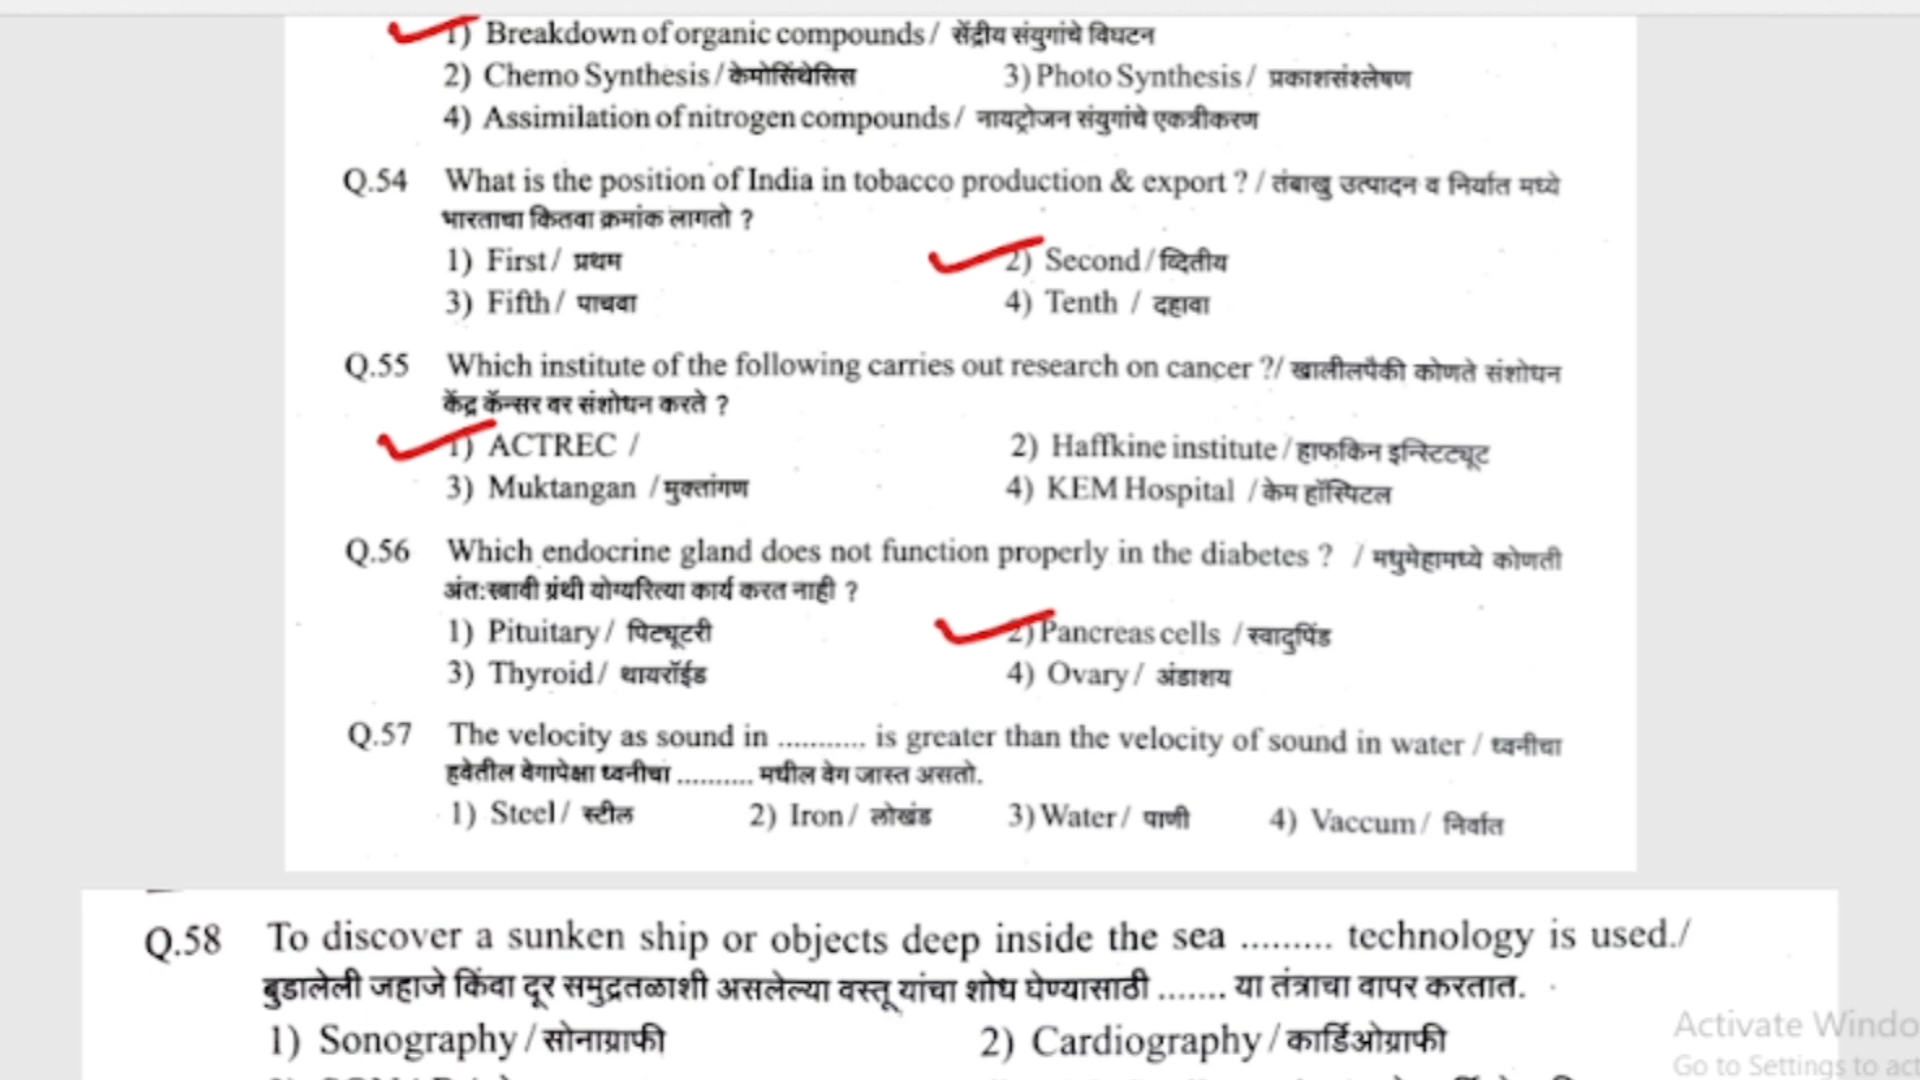 1) Breakdown of organic compounds / सेंद्रीय संयुगांचे विघटन
2) Chemo Synthesis / केमोसिंथेसिस 3) Photo Synthesis / प्रकाशसंश्लेषण
4) Assimilation of nitrogen compounds / नायट्रोजन संयुगांचे एकत्रीकरण
Q.54 What is the position of India in tobacco production & export ? / तंबाखु उत्पादन व निर्यात मध्ये
भारताचा कितवा क्रमांक लागतो ?
1) First / प्रथम 2) Second / व्दितीय
3) Fifth / पाचवा 4) Tenth / दहावा
Q.55 Which institute of the following carries out research on cancer ?/ खालीलपैकी कोणते संशोधन
केंद्र कॅन्सर वर संशोधन करते ?
1) ACTREC / 2) Haffkine institute / हाफकिन इन्स्टिट्यूट
3) Muktangan / मुक्तांगण 4) KEM Hospital / केम हॉस्पिटल
Q.56 Which endocrine gland does not function properly in the diabetes ? / मधुमेहामध्ये कोणती
अंत:स्त्रावी ग्रंथी योग्यरित्या कार्य करत नाही ?
1) Pituitary / पिट्यूटरी 2) Pancreas cells / स्वादुपिंड
3) Thyroid / थायरॉईड 4) Ovary / अंडाशय
Q.57 The velocity as sound in ........... is greater than the velocity of sound in water / ध्वनीचा
हवेतील वेगापेक्षा ध्वनीचा .......... मधील वेग जास्त असतो.
1) Steel / स्टील 2) Iron / लोखंड 3) Water / पाणी 4) Vaccum / निर्वात
Q.58 To discover a sunken ship or objects deep inside the sea ......... technology is used./
बुडालेली जहाजे किंवा दूर समुद्रतळाशी असलेल्या वस्तू यांचा शोध घेण्यासाठी ....... या तंत्राचा वापर करतात.
1) Sonography / सोनाग्राफी 2) Cardiography / कार्डिओग्राफी
Activate Windo
Go to Settings to act